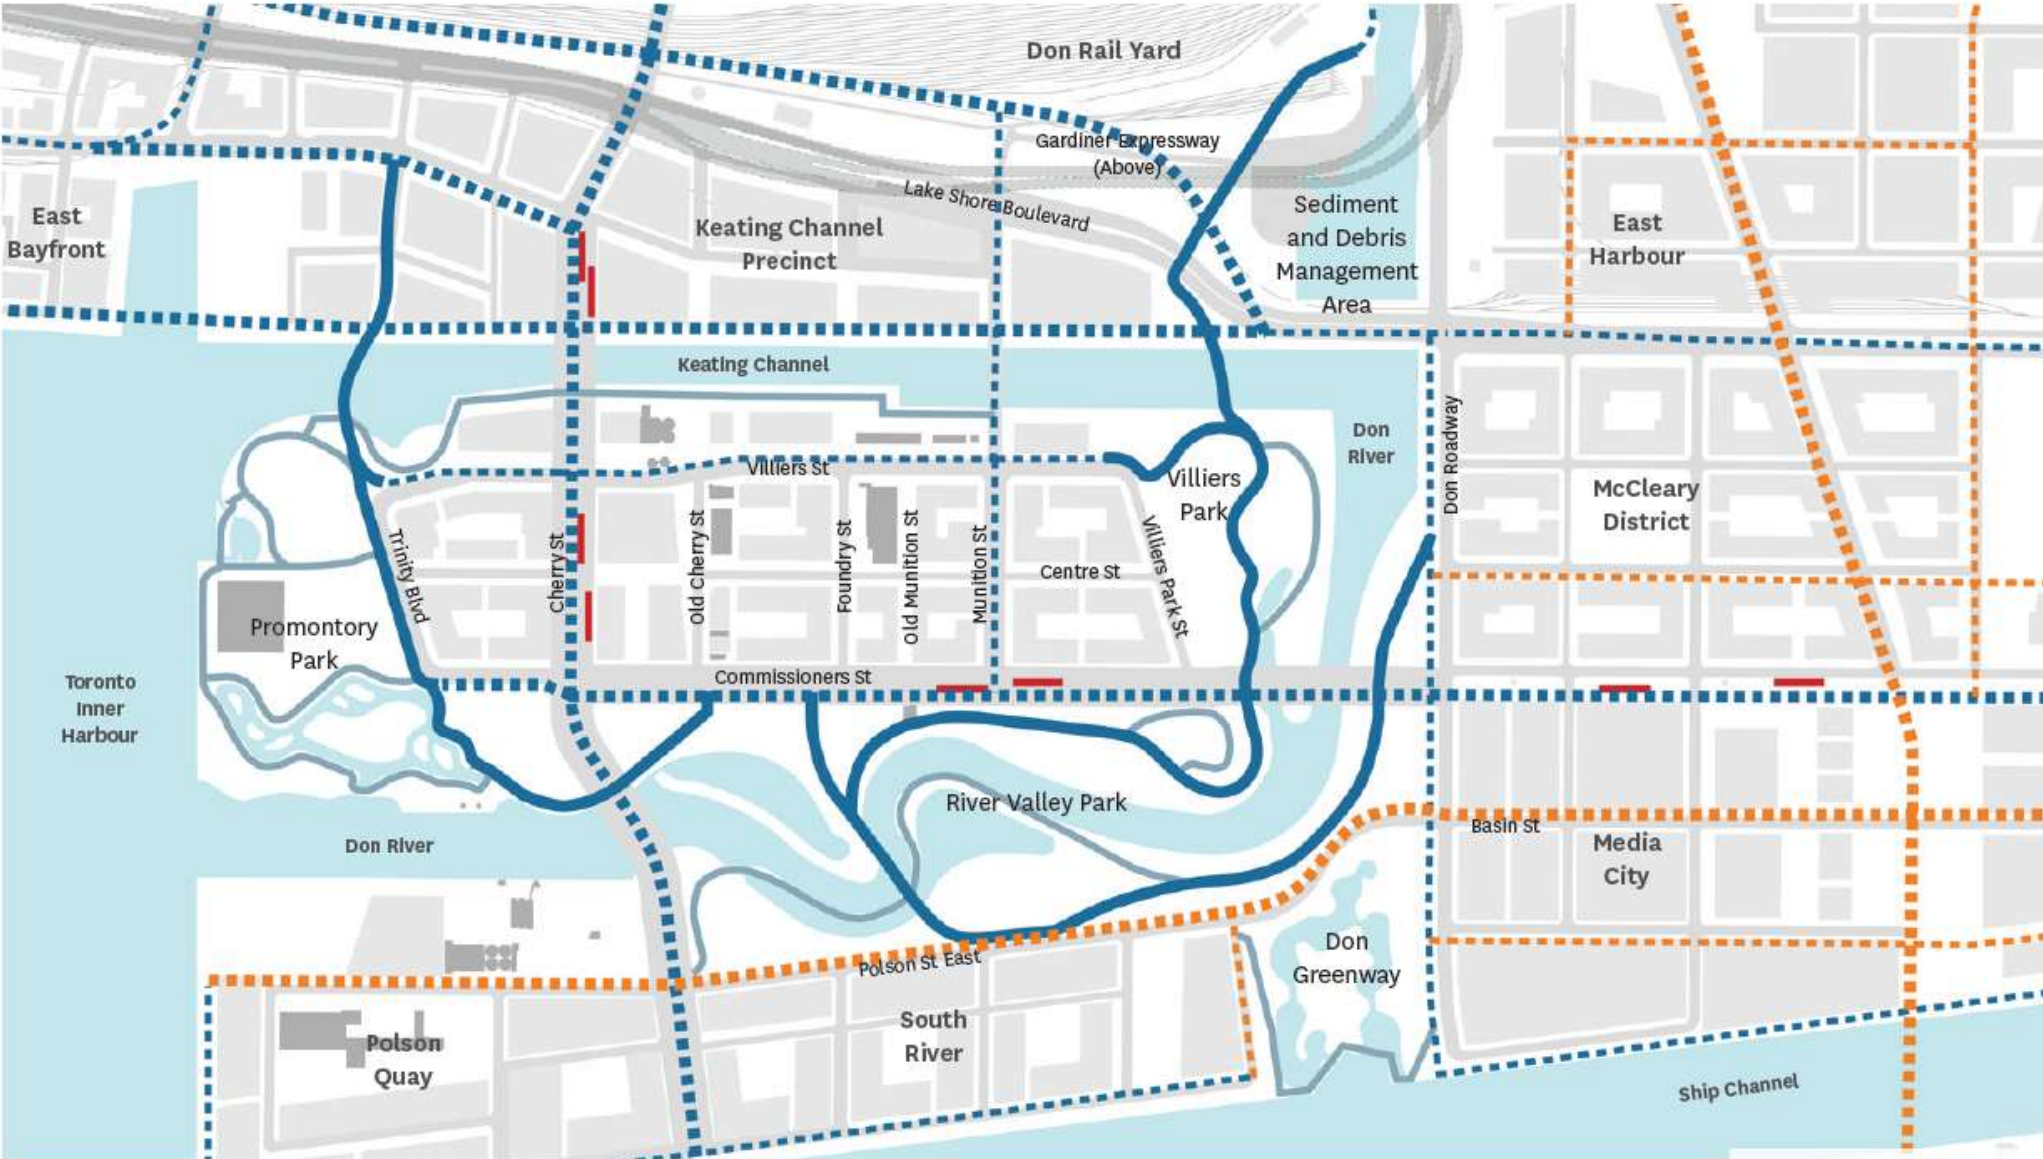 Don Rail Yard
Gardiner Expressway
(Above)
Lake Shore Boulevard
East
Bayfront
Keating Channel
Precinct
Sediment
and Debris
Management
Area
East
Harbour
Keating Channel
Don
River
Don Roadway
Villiers St
Villiers
Park
McCleary
District
Trinity Blvd
Cherry St
Old Cherry St
Foundry St
Old Munition St
Munition St
Centre St
Villiers Park St
Promontory
Park
Commissioners St
Toronto
Inner
Harbour
River Valley Park
Don River
Basin St
Media
City
Polson St East
Don
Greenway
Polson
Quay
South
River
Ship Channel